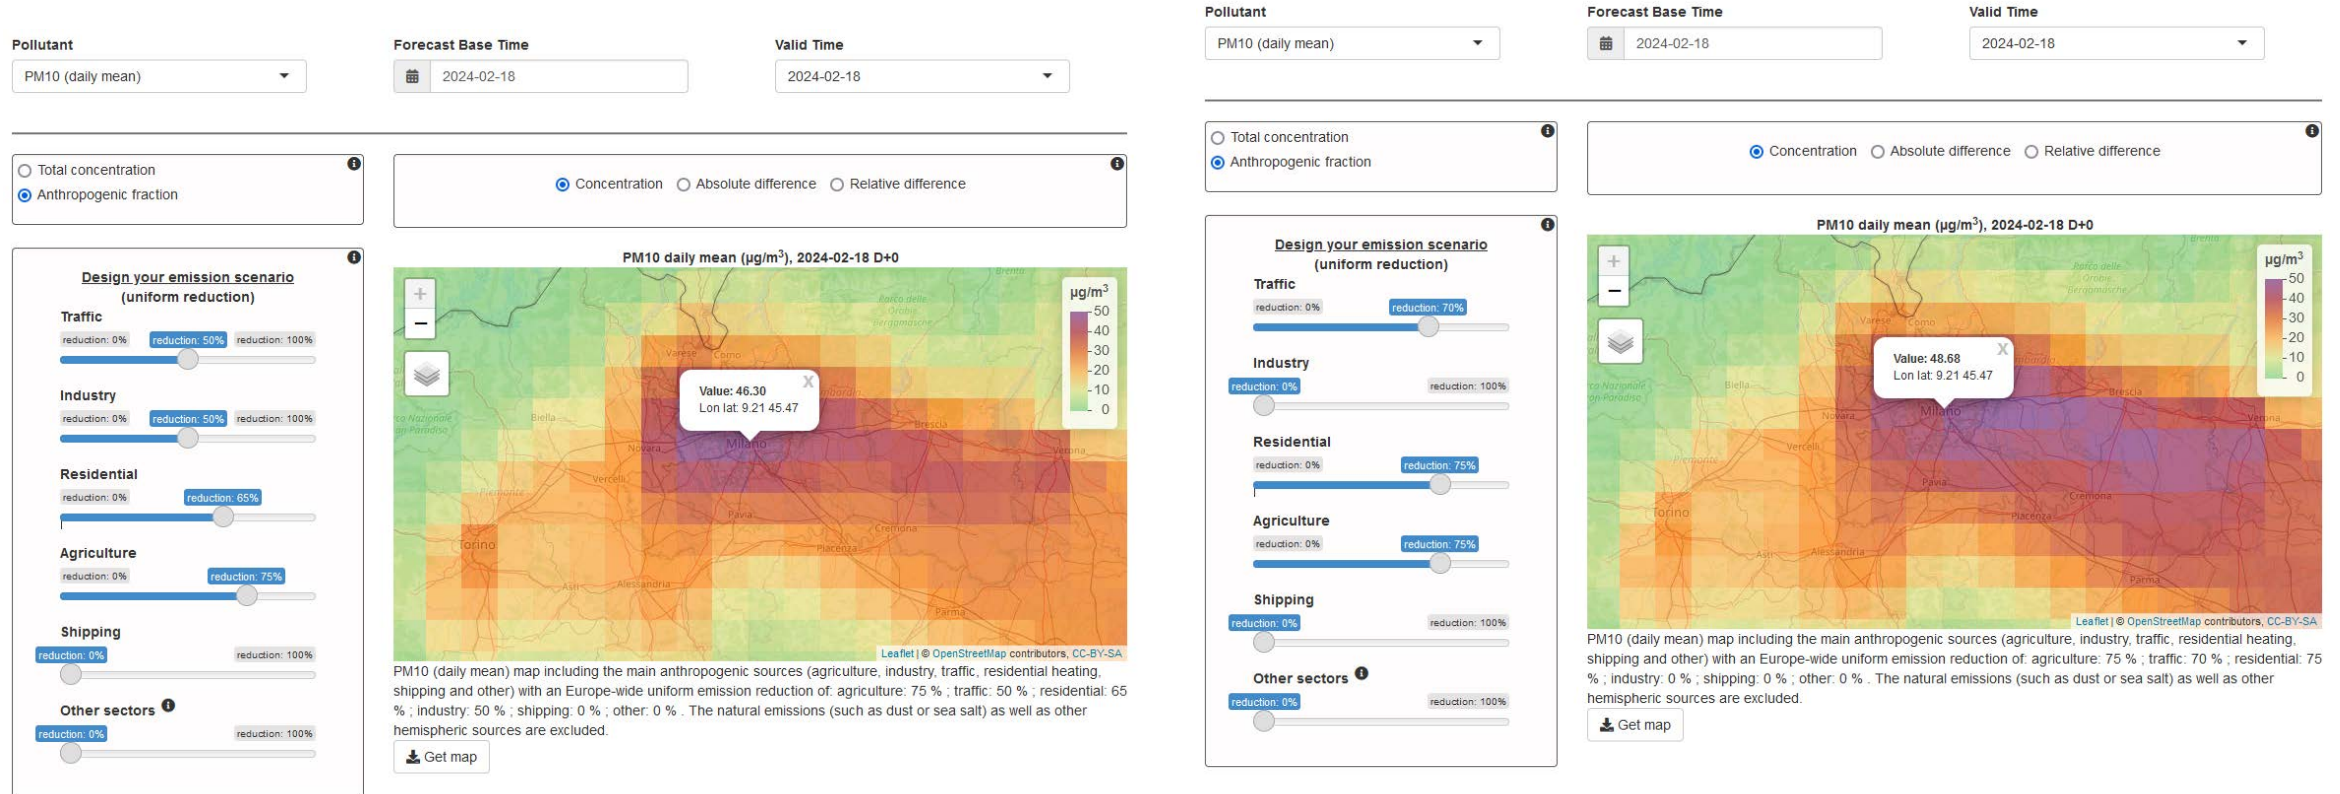 Pollutant
PM10 (daily mean)
Forecast Base Time
2024-02-18
Valid Time
2024-02-18
Total concentration
Anthropogenic fraction
Concentration
Absolute difference
Relative difference
Design your emission scenario
(uniform reduction)
Traffic
reduction: 0% reduction: 50% reduction: 100%
Industry
reduction: 0% reduction: 50% reduction: 100%
Residential
reduction: 0% reduction: 65%
Agriculture
reduction: 0% reduction: 75%
Shipping
reduction: 0% reduction: 100%
Other sectors
reduction: 0% reduction: 100%
PM10 daily mean (µg/m³), 2024-02-18 D+0
+
−
µg/m³
50
40
30
20
10
0
Value: 46.30 X
Lon lat: 9.21 45.47
Varese
Como
Biella
Novara
Milano
Brescia
Verona
Vercelli
Piemonte
Pavia
Cremona
Piacenza
Torino
Asti
Alessandria
Parma
Brenta
Parco delle
Orobie
Bergamasche
Leaflet | © OpenStreetMap contributors, CC-BY-SA
PM10 (daily mean) map including the main anthropogenic sources (agriculture, industry, traffic, residential heating,
shipping and other) with an Europe-wide uniform emission reduction of: agriculture: 75 % ; traffic: 50 % ; residential: 65
% ; industry: 50 % ; shipping: 0 % ; other: 0 % . The natural emissions (such as dust or sea salt) as well as other
hemispheric sources are excluded.
Get map
Pollutant
PM10 (daily mean)
Forecast Base Time
2024-02-18
Valid Time
2024-02-18
Total concentration
Anthropogenic fraction
Concentration
Absolute difference
Relative difference
Design your emission scenario
(uniform reduction)
Traffic
reduction: 0% reduction: 70%
Industry
reduction: 0% reduction: 100%
Residential
reduction: 0% reduction: 75%
Agriculture
reduction: 0% reduction: 75%
Shipping
reduction: 0% reduction: 100%
Other sectors
reduction: 0% reduction: 100%
PM10 daily mean (µg/m³), 2024-02-18 D+0
+
−
µg/m³
50
40
30
20
10
0
Value: 48.68 X
Lon lat: 9.21 45.47
Varese
Como
Biella
Novara
Milano
Brescia
Verona
Vercelli
Piemonte
Pavia
Cremona
Piacenza
Torino
Asti
Alessandria
Parma
Brenta
Parco delle
Orobie
Bergamasche
Leaflet | © OpenStreetMap contributors, CC-BY-SA
PM10 (daily mean) map including the main anthropogenic sources (agriculture, industry, traffic, residential heating,
shipping and other) with an Europe-wide uniform emission reduction of: agriculture: 75 % ; traffic: 70 % ; residential: 75
% ; industry: 0 % ; shipping: 0 % ; other: 0 % . The natural emissions (such as dust or sea salt) as well as other
hemispheric sources are excluded.
Get map